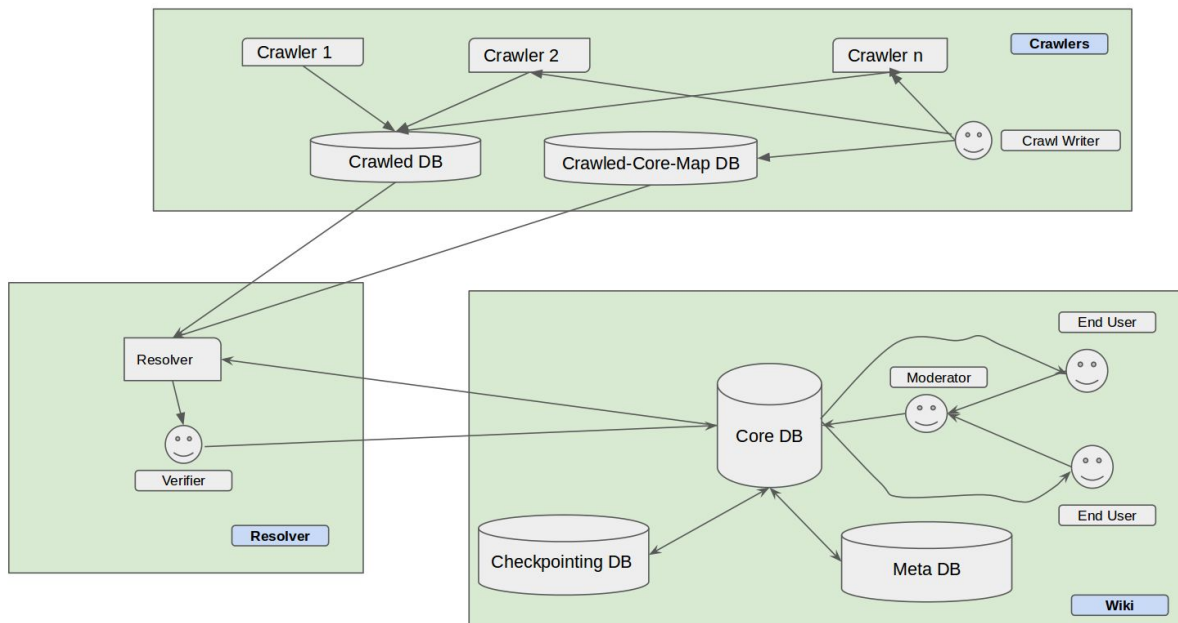 Crawler 1
Crawler 2
Crawler n
Crawlers
Crawled DB
Crawled-Core-Map DB
Crawl Writer
Resolver
Verifier
Resolver
End User
Moderator
Core DB
End User
Checkpointing DB
Meta DB
Wiki